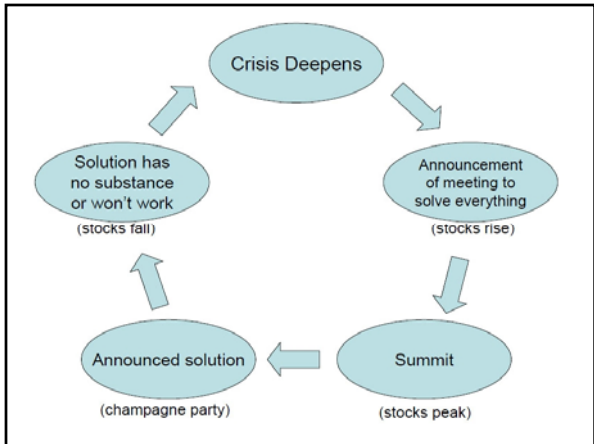 Crisis Deepens
Announcement
of meeting to
solve everything
(stocks rise)
Summit
(stocks peak)
Announced solution
(champagne party)
Solution has
no substance
or won't work
(stocks fall)